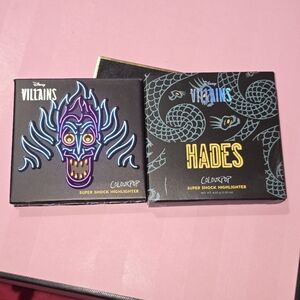 Disney
VILLAINS
COLOURPOP
SUPER SHOCK HIGHLIGHTER
Disney
VILLAINS
HADES
COLOURPOP
SUPER SHOCK HIGHLIGHTER